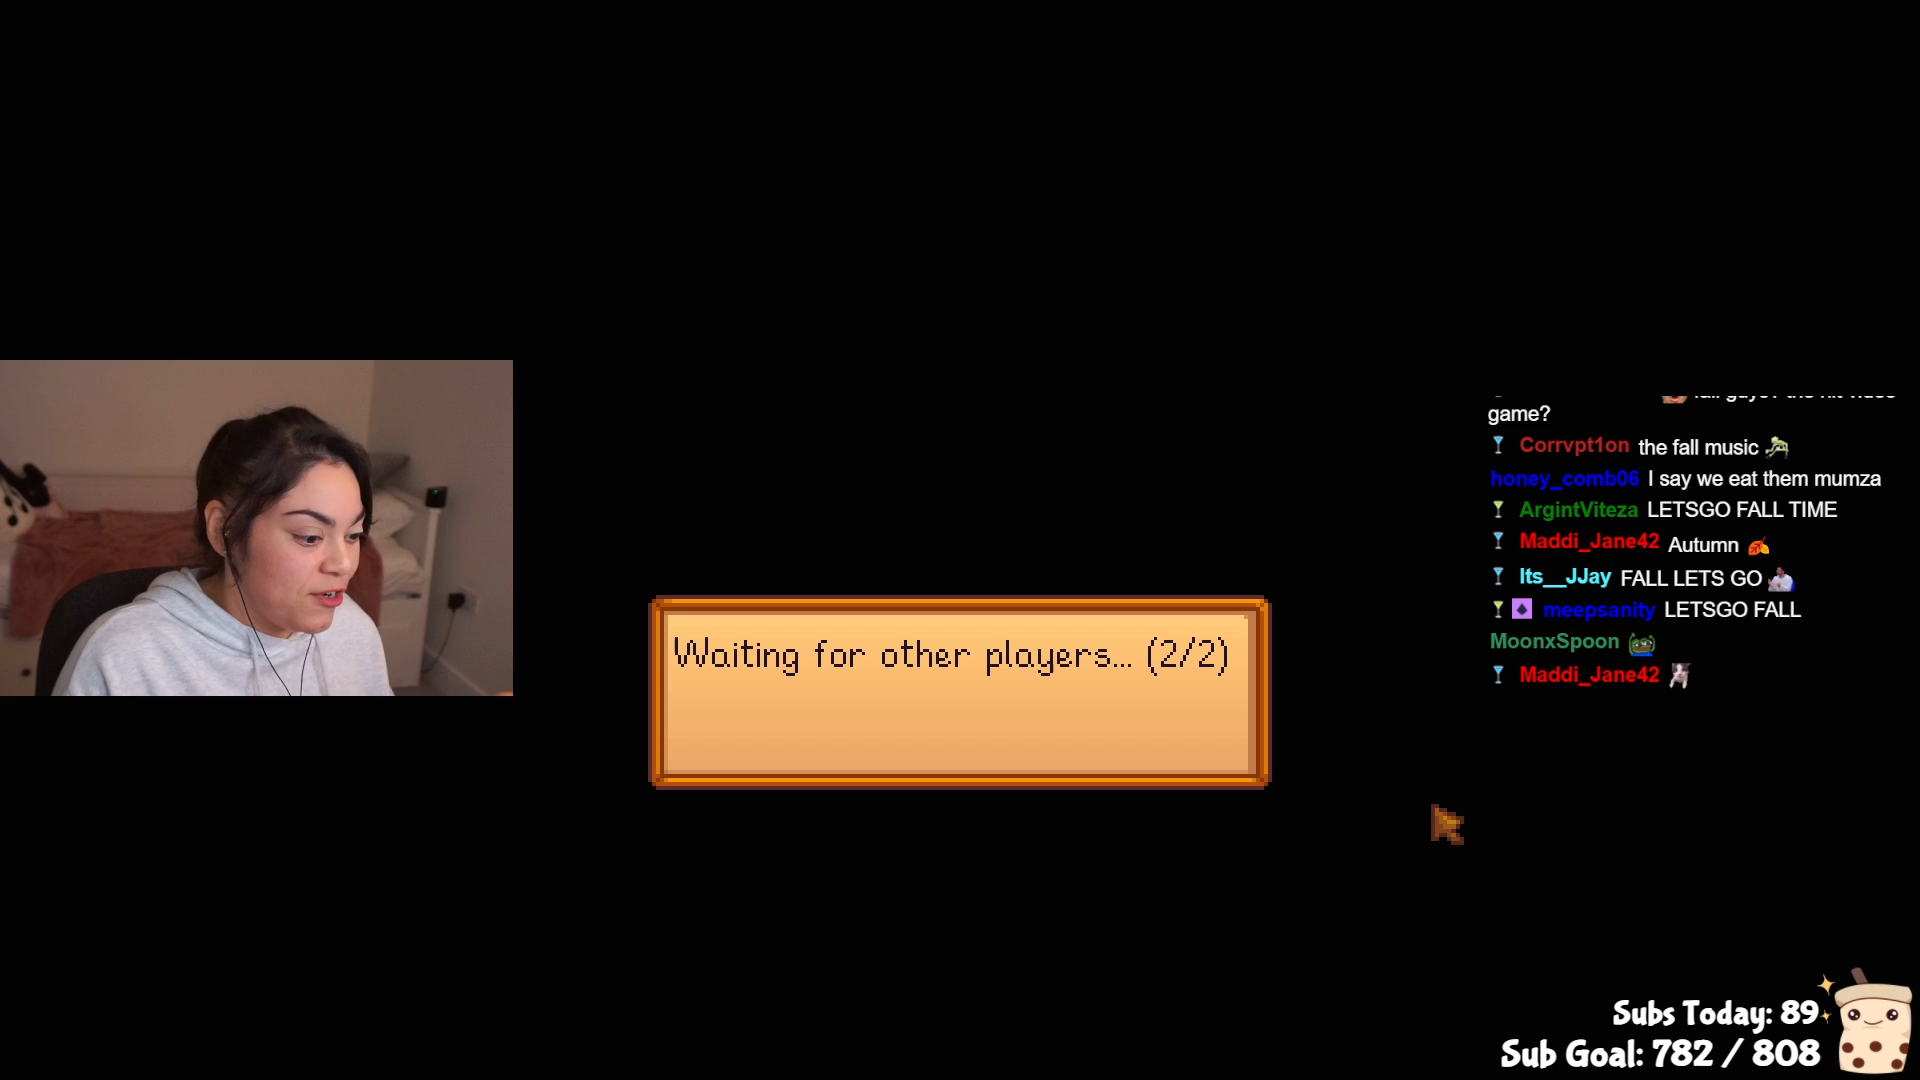 game?
Corrvpt1on the fall music
honey_comb06 I say we eat them mumza
ArgintViteza LETSGO FALL TIME
Maddi_Jane42 Autumn
Its__JJay FALL LETS GO
meepsanity LETSGO FALL
MoonxSpoon
Maddi_Jane42
Waiting for other players... (2/2)
Subs Today: 89
Sub Goal: 782 / 808